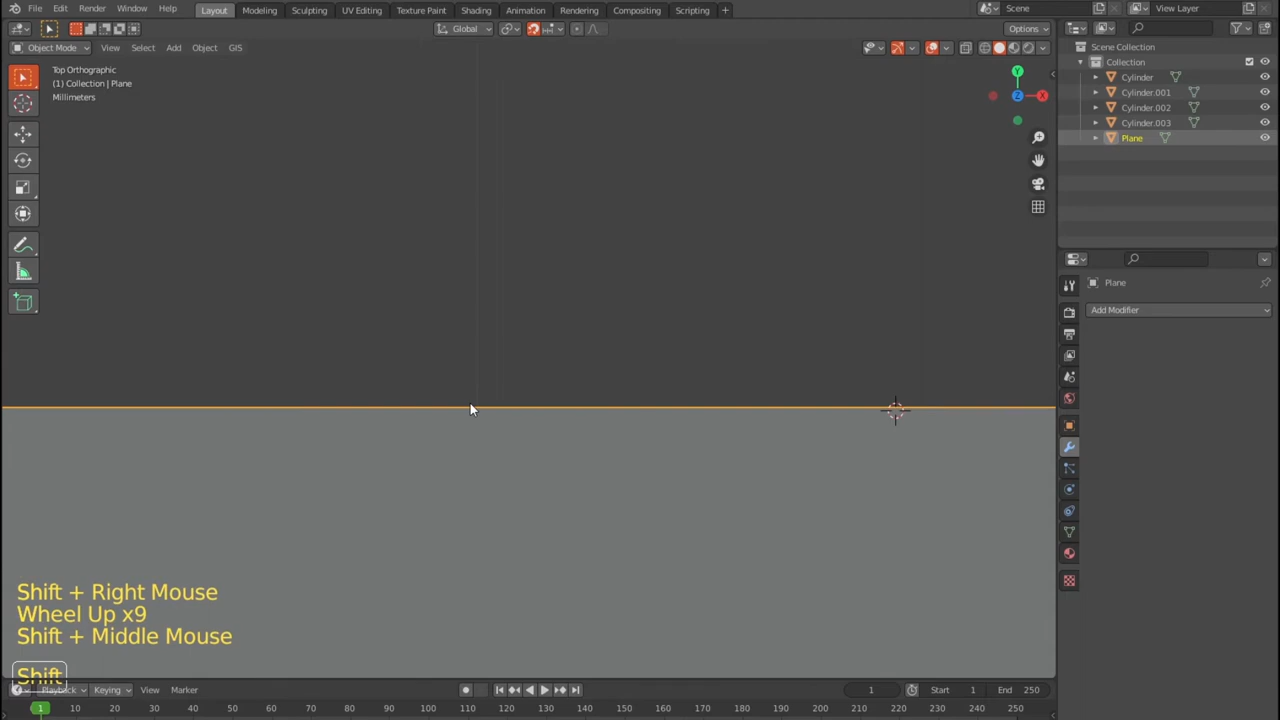 File Edit Render Window Help
Layout Modeling Sculpting UV Editing Texture Paint Shading Animation Rendering Compositing Scripting +
Scene
View Layer
Global
Options
Object Mode View Select Add Object GIS
Top Orthographic
(1) Collection | Plane
Millimeters
Y
Z
X
Scene Collection
Collection
Cylinder
Cylinder.001
Cylinder.002
Cylinder.003
Plane
Plane
Add Modifier
Shift + Right Mouse
Wheel Up x9
Shift + Middle Mouse
Shift
Playback Keying View Marker
1
Start 1
End 250
1 10 20 30 40 50 60 70 80 90 100 110 120 130 140 150 160 170 180 190 200 210 220 230 240 250